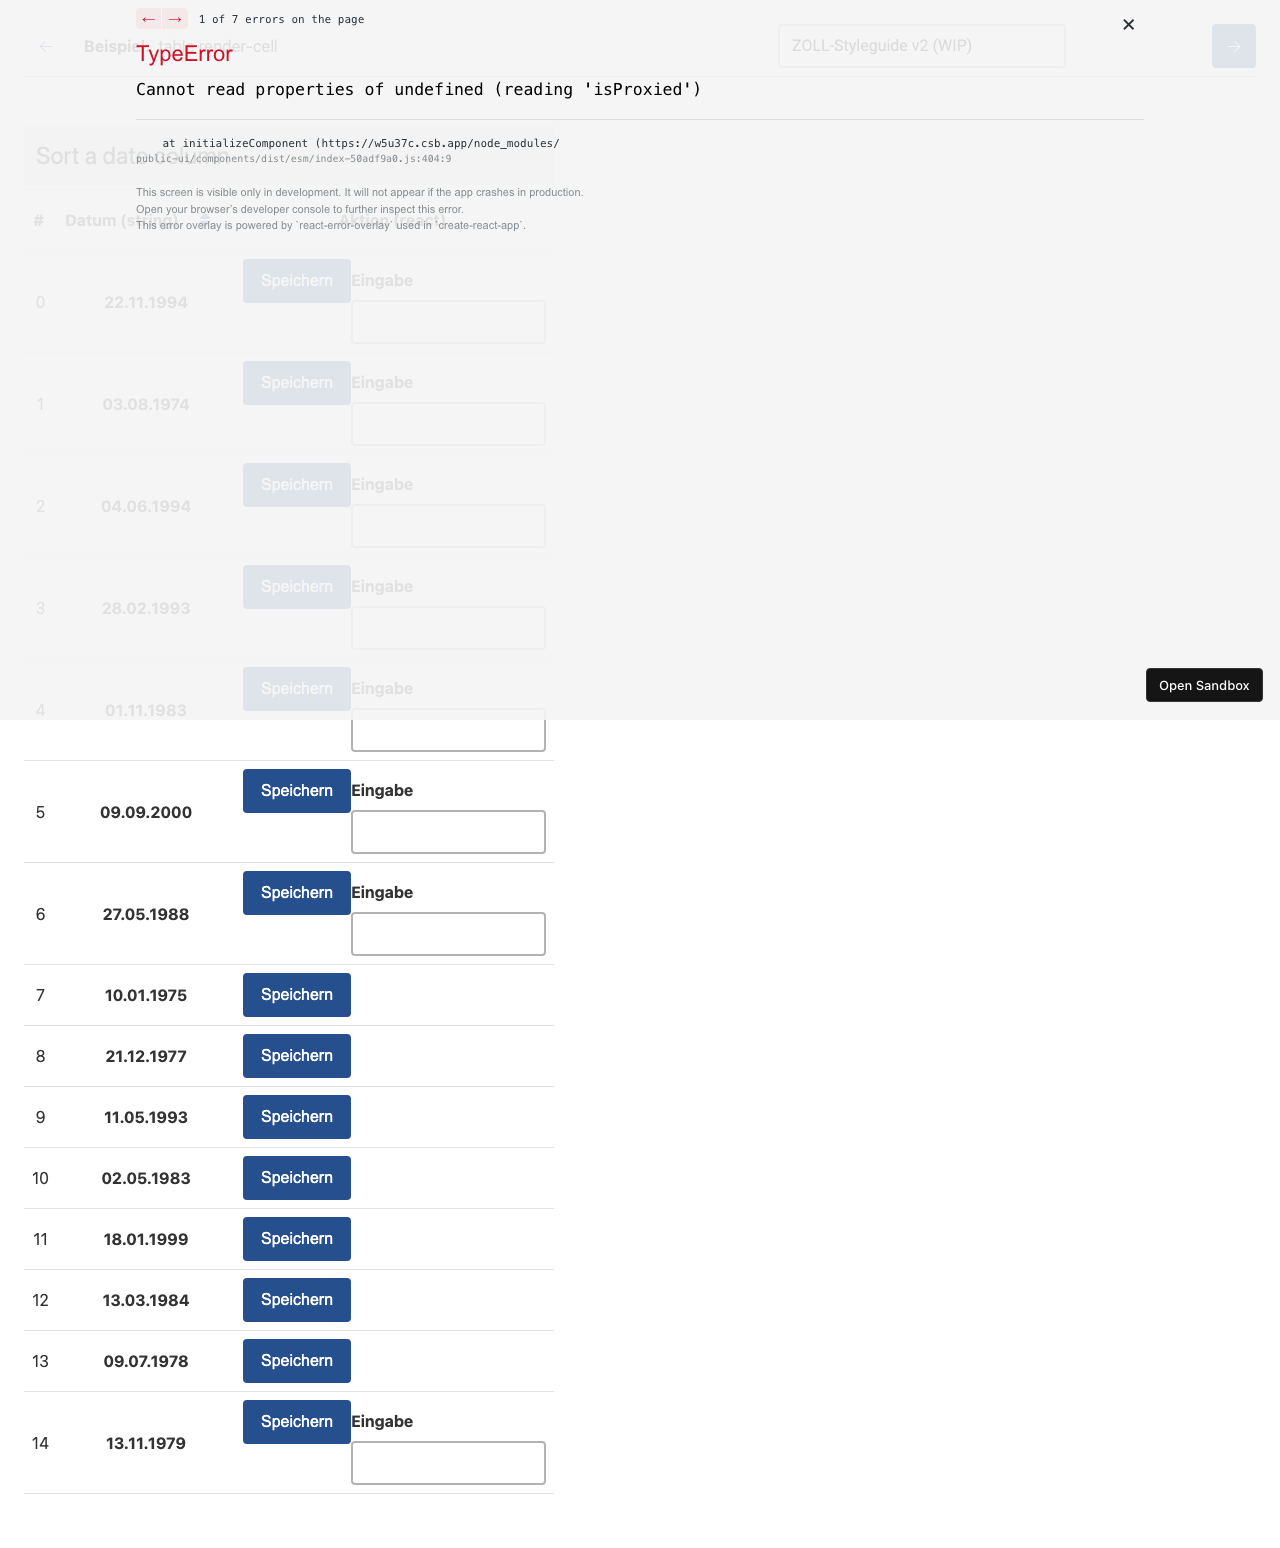 ← → 1 of 7 errors on the page
×
← Beispiel table render-cell
ZOLL-Styleguide v2 (WIP)
→
TypeError
Cannot read properties of undefined (reading 'isProxied')
at initializeComponent (https://w5u37c.csb.app/node_modules/
Sort a date column
public-ui/components/dist/esm/index-50adf9a0.js:404:9
This screen is visible only in development. It will not appear if the app crashes in production.
Open your browser’s developer console to further inspect this error.
# Datum (string) Aktion (react)
This error overlay is powered by `react-error-overlay` used in `create-react-app`.
Speichern Eingabe
0 22.11.1994
Speichern Eingabe
1 03.08.1974
Speichern Eingabe
2 04.06.1994
Speichern Eingabe
3 28.02.1993
Open Sandbox
Speichern Eingabe
4 01.11.1983
Speichern Eingabe
5 09.09.2000
Speichern Eingabe
6 27.05.1988
7 10.01.1975 Speichern
8 21.12.1977 Speichern
9 11.05.1993 Speichern
10 02.05.1983 Speichern
11 18.01.1999 Speichern
12 13.03.1984 Speichern
13 09.07.1978 Speichern
Speichern Eingabe
14 13.11.1979